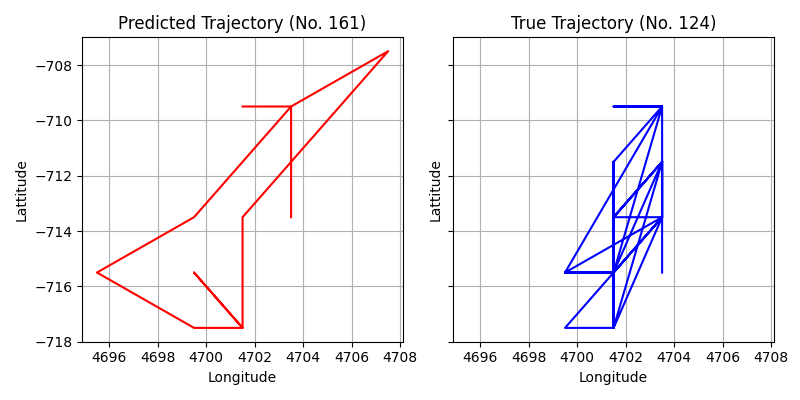 Predicted Trajectory (No. 161)
Lattitude
−708
−710
−712
−714
−716
−718
4696 4698 4700 4702 4704 4706 4708
Longitude
True Trajectory (No. 124)
Lattitude
4696 4698 4700 4702 4704 4706 4708
Longitude